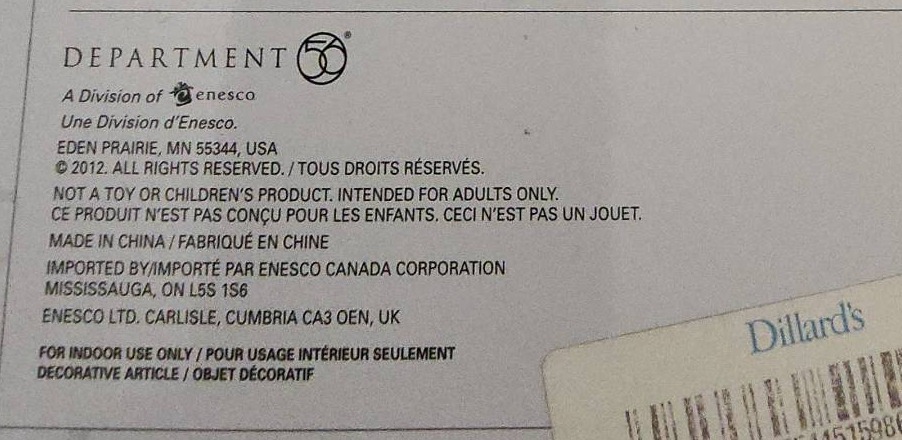 DEPARTMENT 56®
A Division of enesco
Une Division d'Enesco.
EDEN PRAIRIE, MN 55344, USA
© 2012. ALL RIGHTS RESERVED. / TOUS DROITS RÉSERVÉS.
NOT A TOY OR CHILDREN'S PRODUCT. INTENDED FOR ADULTS ONLY.
CE PRODUIT N'EST PAS CONÇU POUR LES ENFANTS. CECI N'EST PAS UN JOUET.
MADE IN CHINA / FABRIQUÉ EN CHINE
IMPORTED BY/IMPORTÉ PAR ENESCO CANADA CORPORATION
MISSISSAUGA, ON L5S 1S6
ENESCO LTD. CARLISLE, CUMBRIA CA3 OEN, UK
FOR INDOOR USE ONLY / POUR USAGE INTÉRIEUR SEULEMENT
DECORATIVE ARTICLE / OBJET DÉCORATIF
Dillard's